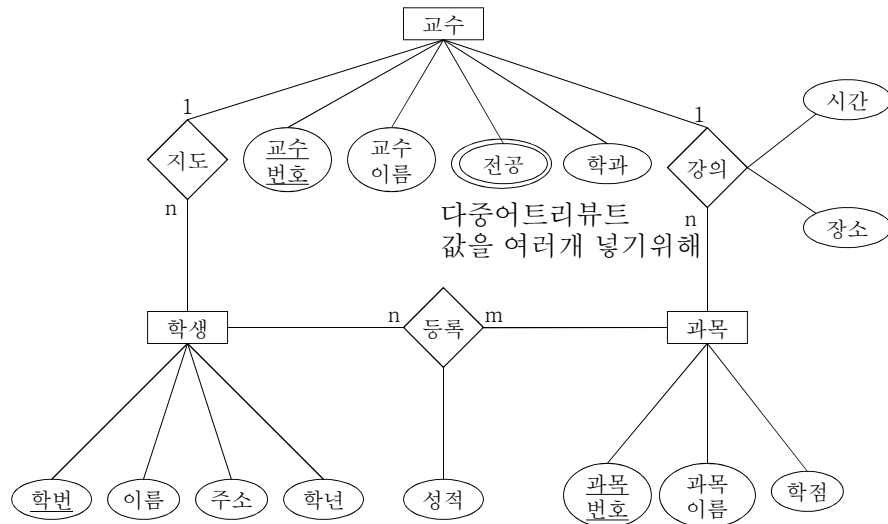 교수
1
1
시간
지도
교수
번호
교수
이름
전공
학과
강의
n
다중어트리뷰트
값을 여러개 넣기위해
n
장소
학생
n
등록
m
과목
학번
이름
주소
학년
성적
과목
번호
과목
이름
학점